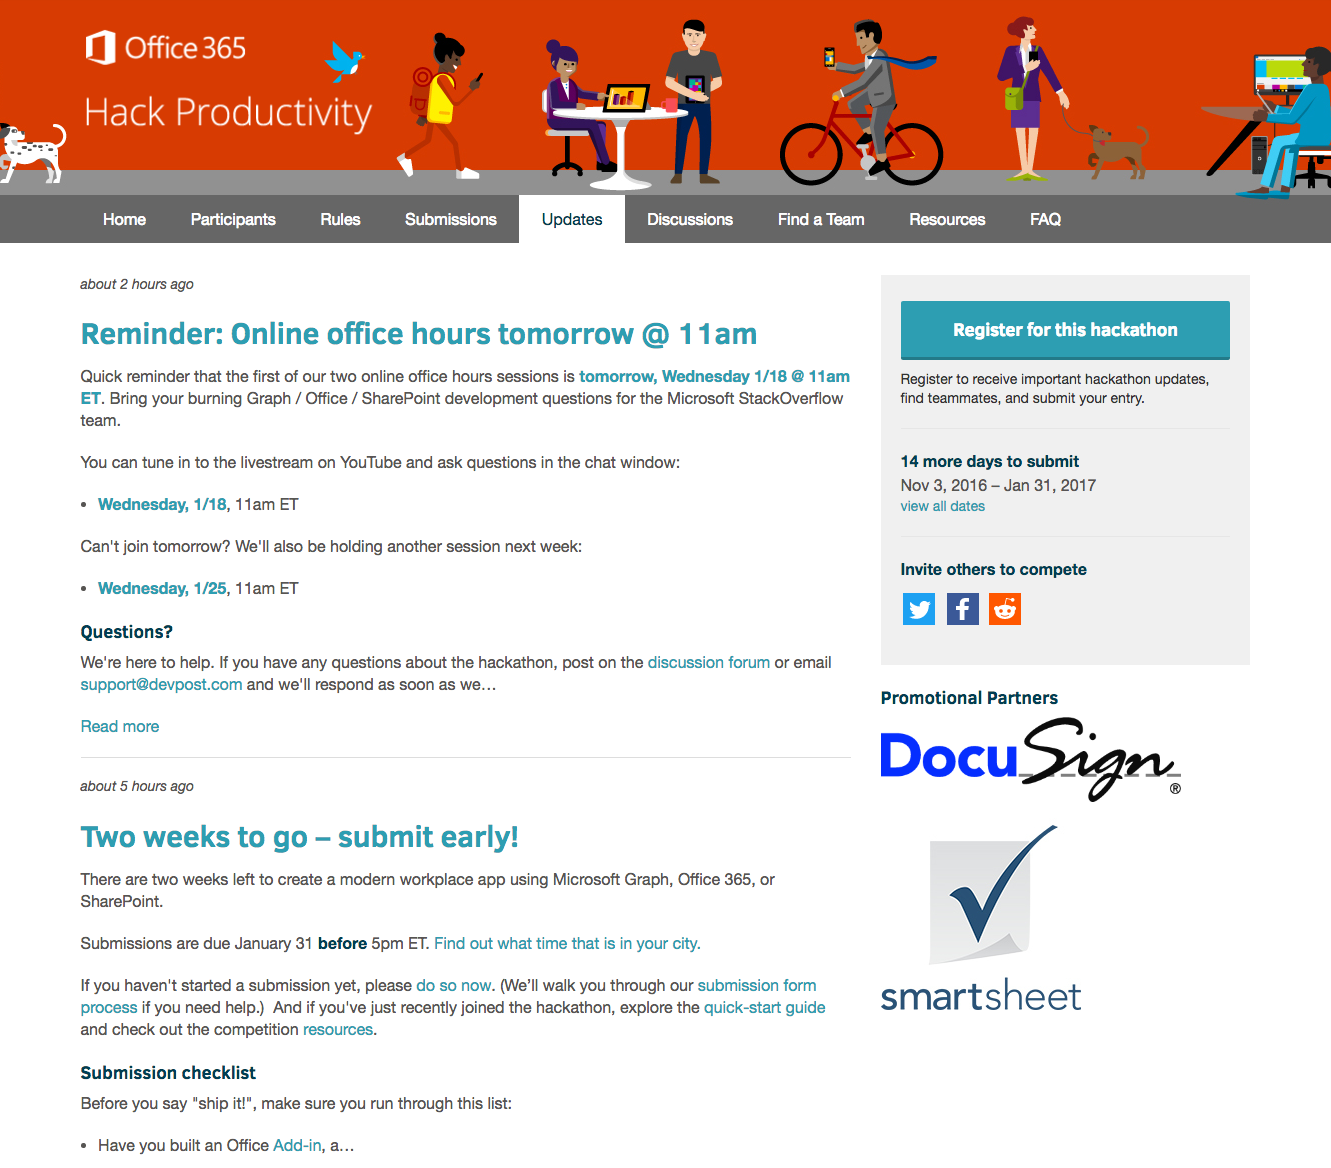 Office 365
Hack Productivity
Home Participants Rules Submissions Updates Discussions Find a Team Resources FAQ
about 2 hours ago
Reminder: Online office hours tomorrow @ 11am
Quick reminder that the first of our two online office hours sessions is tomorrow, Wednesday 1/18 @ 11am
ET. Bring your burning Graph / Office / SharePoint development questions for the Microsoft StackOverflow
team.
You can tune in to the livestream on YouTube and ask questions in the chat window:
• Wednesday, 1/18, 11am ET
Can't join tomorrow? We'll also be holding another session next week:
• Wednesday, 1/25, 11am ET
Questions?
We're here to help. If you have any questions about the hackathon, post on the discussion forum or email
support@devpost.com and we'll respond as soon as we…
Read more
about 5 hours ago
Two weeks to go – submit early!
There are two weeks left to create a modern workplace app using Microsoft Graph, Office 365, or
SharePoint.
Submissions are due January 31 before 5pm ET. Find out what time that is in your city.
If you haven't started a submission yet, please do so now. (We’ll walk you through our submission form
process if you need help.)  And if you've just recently joined the hackathon, explore the quick-start guide
and check out the competition resources.
Submission checklist
Before you say "ship it!", make sure you run through this list:
• Have you built an Office Add-in, a…
Register for this hackathon
Register to receive important hackathon updates,
find teammates, and submit your entry.
14 more days to submit
Nov 3, 2016 – Jan 31, 2017
view all dates
Invite others to compete
Promotional Partners
DocuSign®
smartsheet